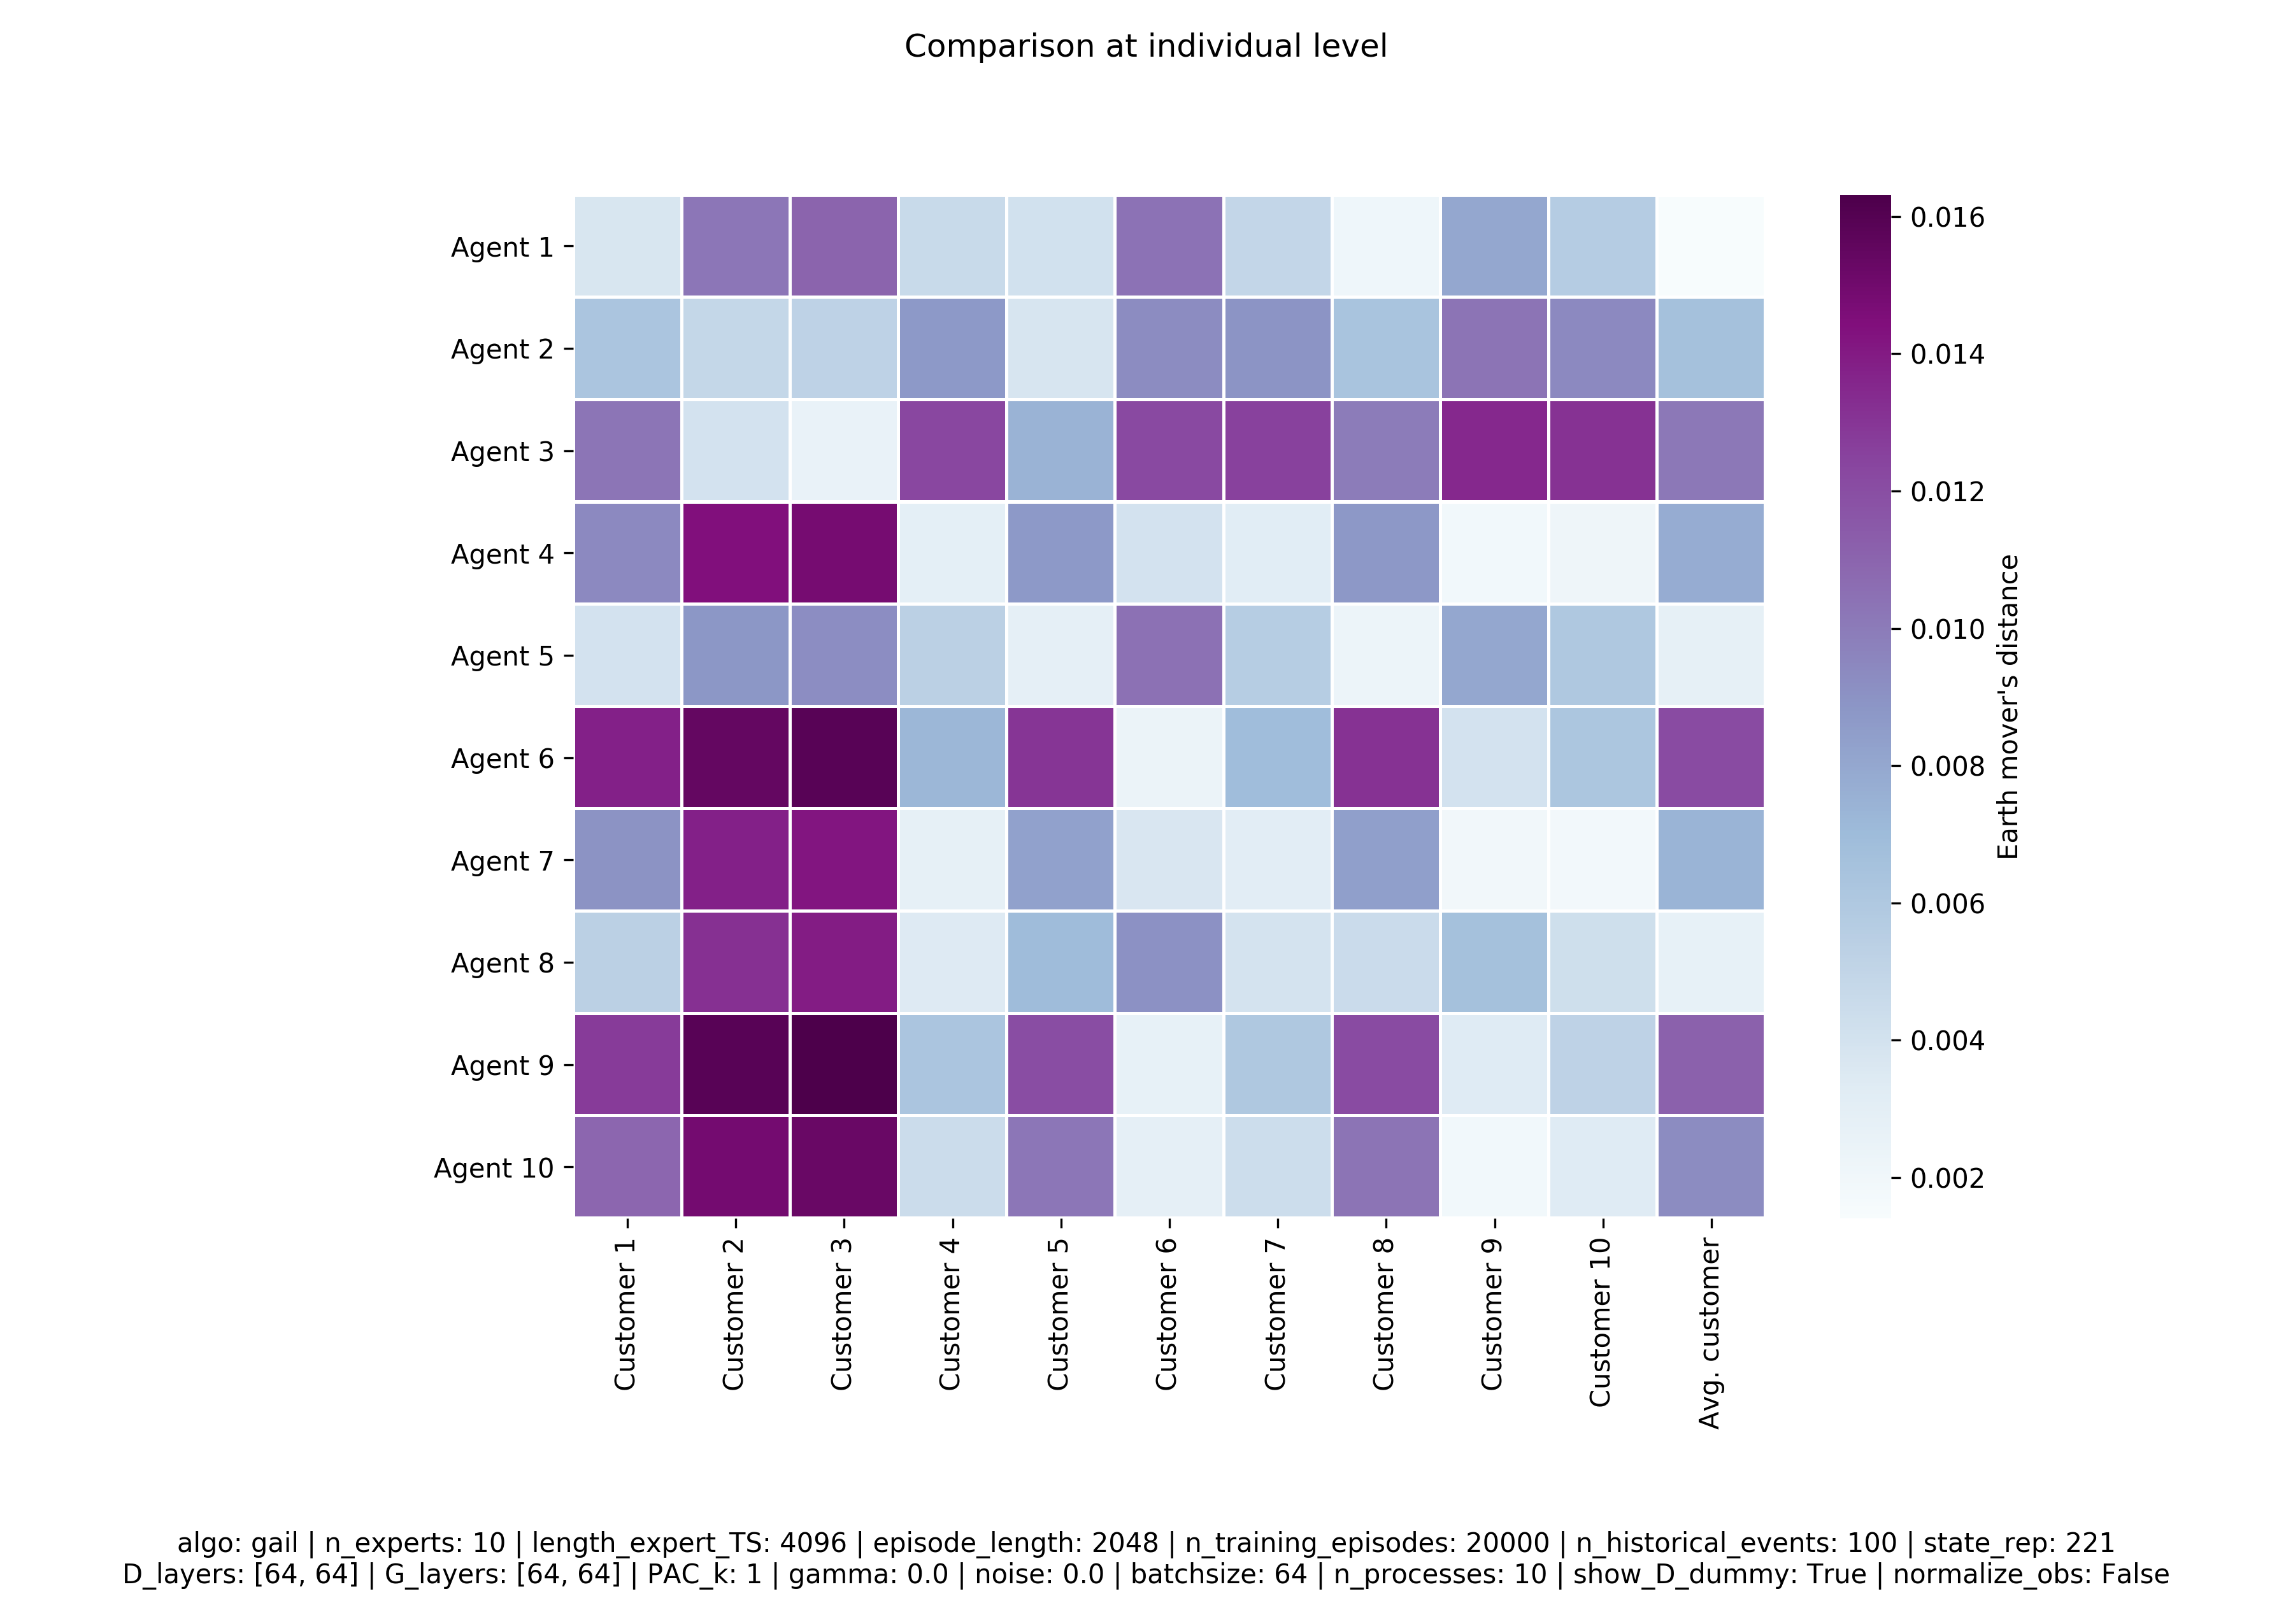 Comparison at individual level
Agent 1
Agent 2
Agent 3
Agent 4
Agent 5
Agent 6
Agent 7
Agent 8
Agent 9
Agent 10
Customer 1
Customer 2
Customer 3
Customer 4
Customer 5
Customer 6
Customer 7
Customer 8
Customer 9
Customer 10
Avg. customer
0.016
0.014
0.012
0.010
0.008
0.006
0.004
0.002
Earth mover's distance
algo: gail | n_experts: 10 | length_expert_TS: 4096 | episode_length: 2048 | n_training_episodes: 20000 | n_historical_events: 100 | state_rep: 221
D_layers: [64, 64] | G_layers: [64, 64] | PAC_k: 1 | gamma: 0.0 | noise: 0.0 | batchsize: 64 | n_processes: 10 | show_D_dummy: True | normalize_obs: False